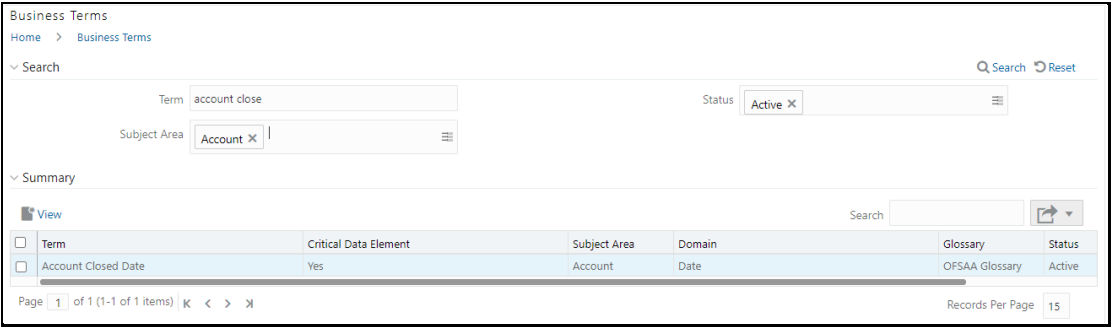 Business Terms
Home > Business Terms
Search
Search Reset
Term account close
Status Active ×
Subject Area Account ×
Summary
View
Search
Term Critical Data Element Subject Area Domain Glossary Status
Account Closed Date Yes Account Date OFSAA Glossary Active
Page 1 of 1 (1-1 of 1 items)
Records Per Page 15